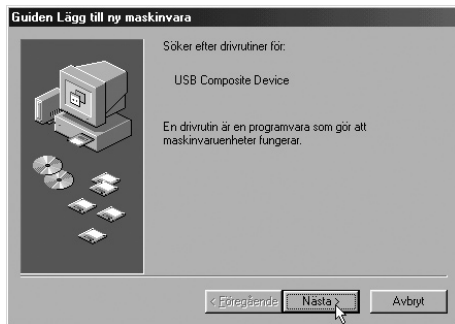 Guiden Lägg till ny maskinvara
Söker efter drivrutiner för:
USB Composite Device
En drivrutin är en programvara som gör att
maskinvaruenheter fungerar.
< Föregående
Nästa >
Avbryt